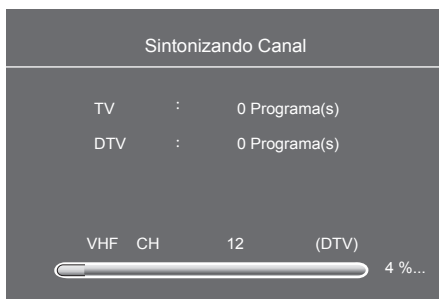 Sintonizando Canal
TV : 0 Programa(s)
DTV : 0 Programa(s)
VHF CH 12 (DTV)
4 %...